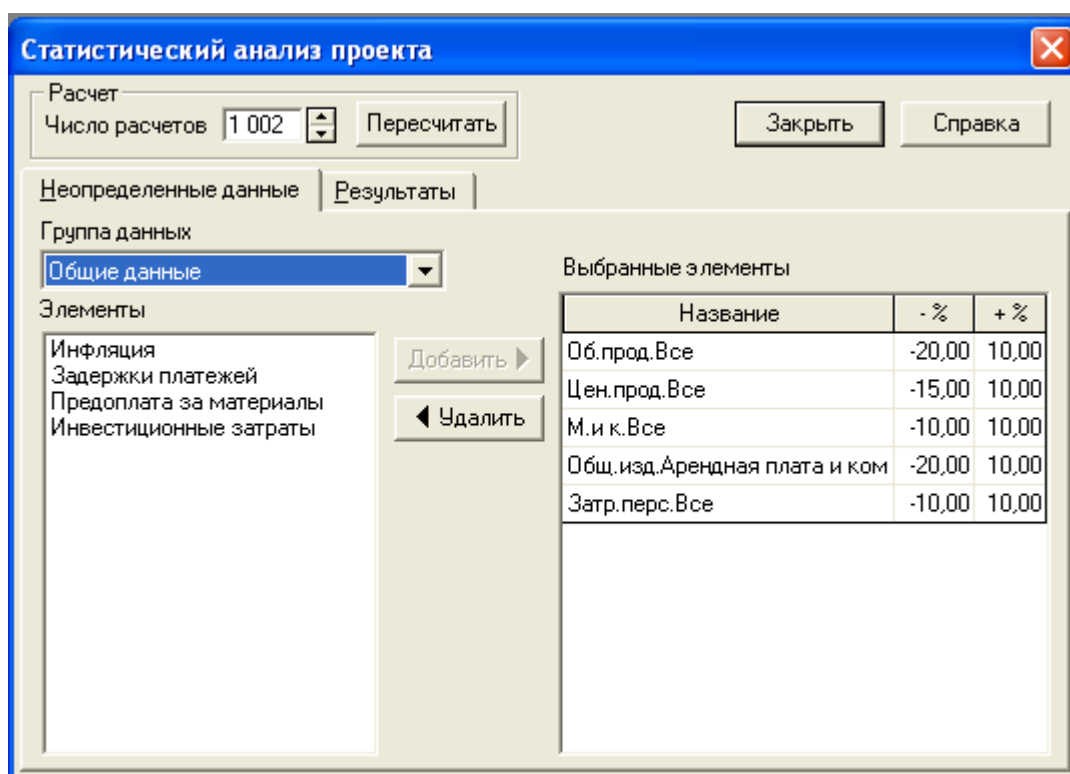 Статистический анализ проекта
Расчет
Число расчетов 1 002 Пересчитать Закрыть Справка
Неопределенные данные Результаты
Группа данных
Общие данные
Элементы
Инфляция
Задержки платежей
Предоплата за материалы
Инвестиционные затраты
Добавить
Удалить
Выбранные элементы
Название - % + %
Об.прод.Все -20,00 10,00
Цен.прод.Все -15,00 10,00
М.и к.Все -10,00 10,00
Общ.изд.Арендная плата и ком -20,00 10,00
Затр.перс.Все -10,00 10,00